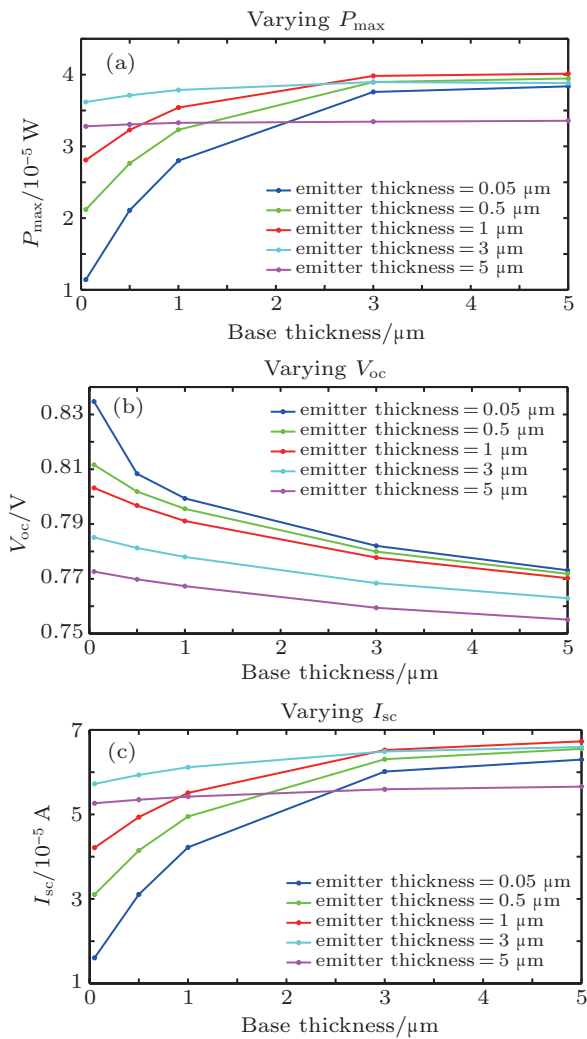 Varying P_max
(a)
4
3
2
1
P_max/10⁻⁵ W
emitter thickness = 0.05 μm
emitter thickness = 0.5 μm
emitter thickness = 1 μm
emitter thickness = 3 μm
emitter thickness = 5 μm
0 1 2 3 4 5
Base thickness/μm
Varying V_oc
(b)
0.83
0.81
0.79
0.77
0.75
V_oc/V
emitter thickness = 0.05 μm
emitter thickness = 0.5 μm
emitter thickness = 1 μm
emitter thickness = 3 μm
emitter thickness = 5 μm
0 1 2 3 4 5
Base thickness/μm
Varying I_sc
(c)
7
5
3
1
I_sc/10⁻⁵ A
emitter thickness = 0.05 μm
emitter thickness = 0.5 μm
emitter thickness = 1 μm
emitter thickness = 3 μm
emitter thickness = 5 μm
0 1 2 3 4 5
Base thickness/μm